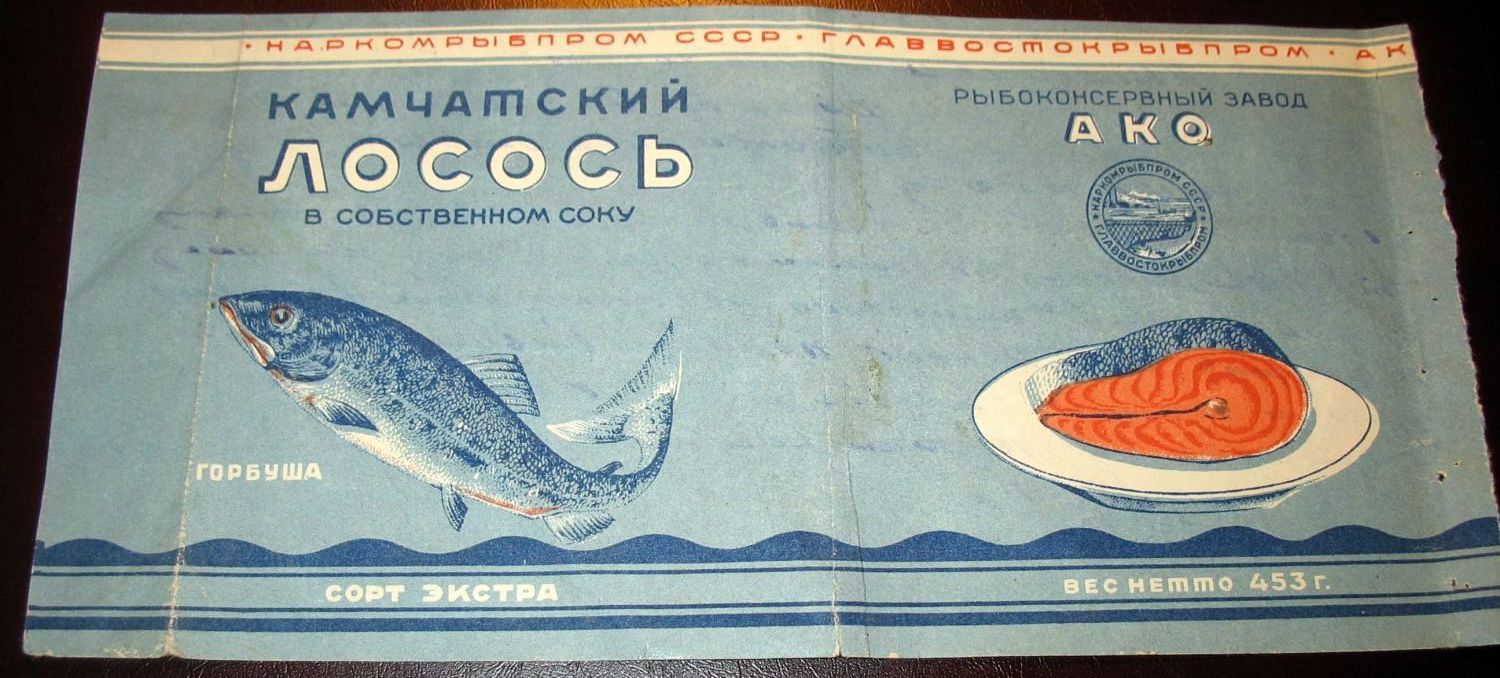 • НАРКОМРЫБПРОМ СССР • ГЛАВВОСТОКРЫБПРОМ • АК
КАМЧАТСКИЙ
ЛОСОСЬ
В СОБСТВЕННОМ СОКУ
ГОРБУША
СОРТ ЭКСТРА
РЫБОКОНСЕРВНЫЙ ЗАВОД
АКО
НАРКОМРЫБПРОМ СССР
ГЛАВВОСТОКРЫБПРОМ
ВЕС НЕТТО 453 г.